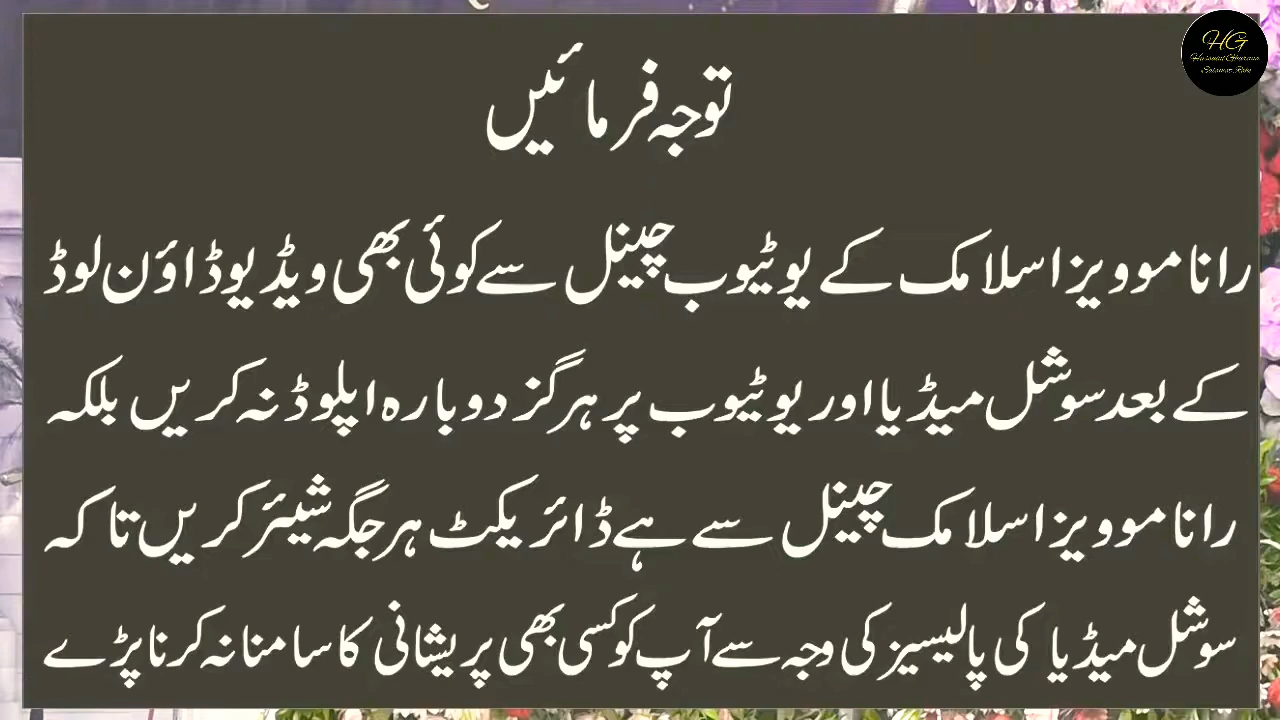 HG
توجہ فرمائیں
رانا موویز اسلامک کے یوٹیوب چینل سے کوئی بھی ویڈیو ڈاؤن لوڈ
کے بعد سوشل میڈیا اور یوٹیوب پر ہرگز دوبارہ اپلوڈ نہ کریں بلکہ
رانا موویز اسلامک چینل سے ہے ڈائریکٹ ہر جگہ شیئر کریں تاکہ
سوشل میڈیا کی پالیسیز کی وجہ سے آپ کو کسی بھی پریشانی کا سامنا نہ کرنا پڑے